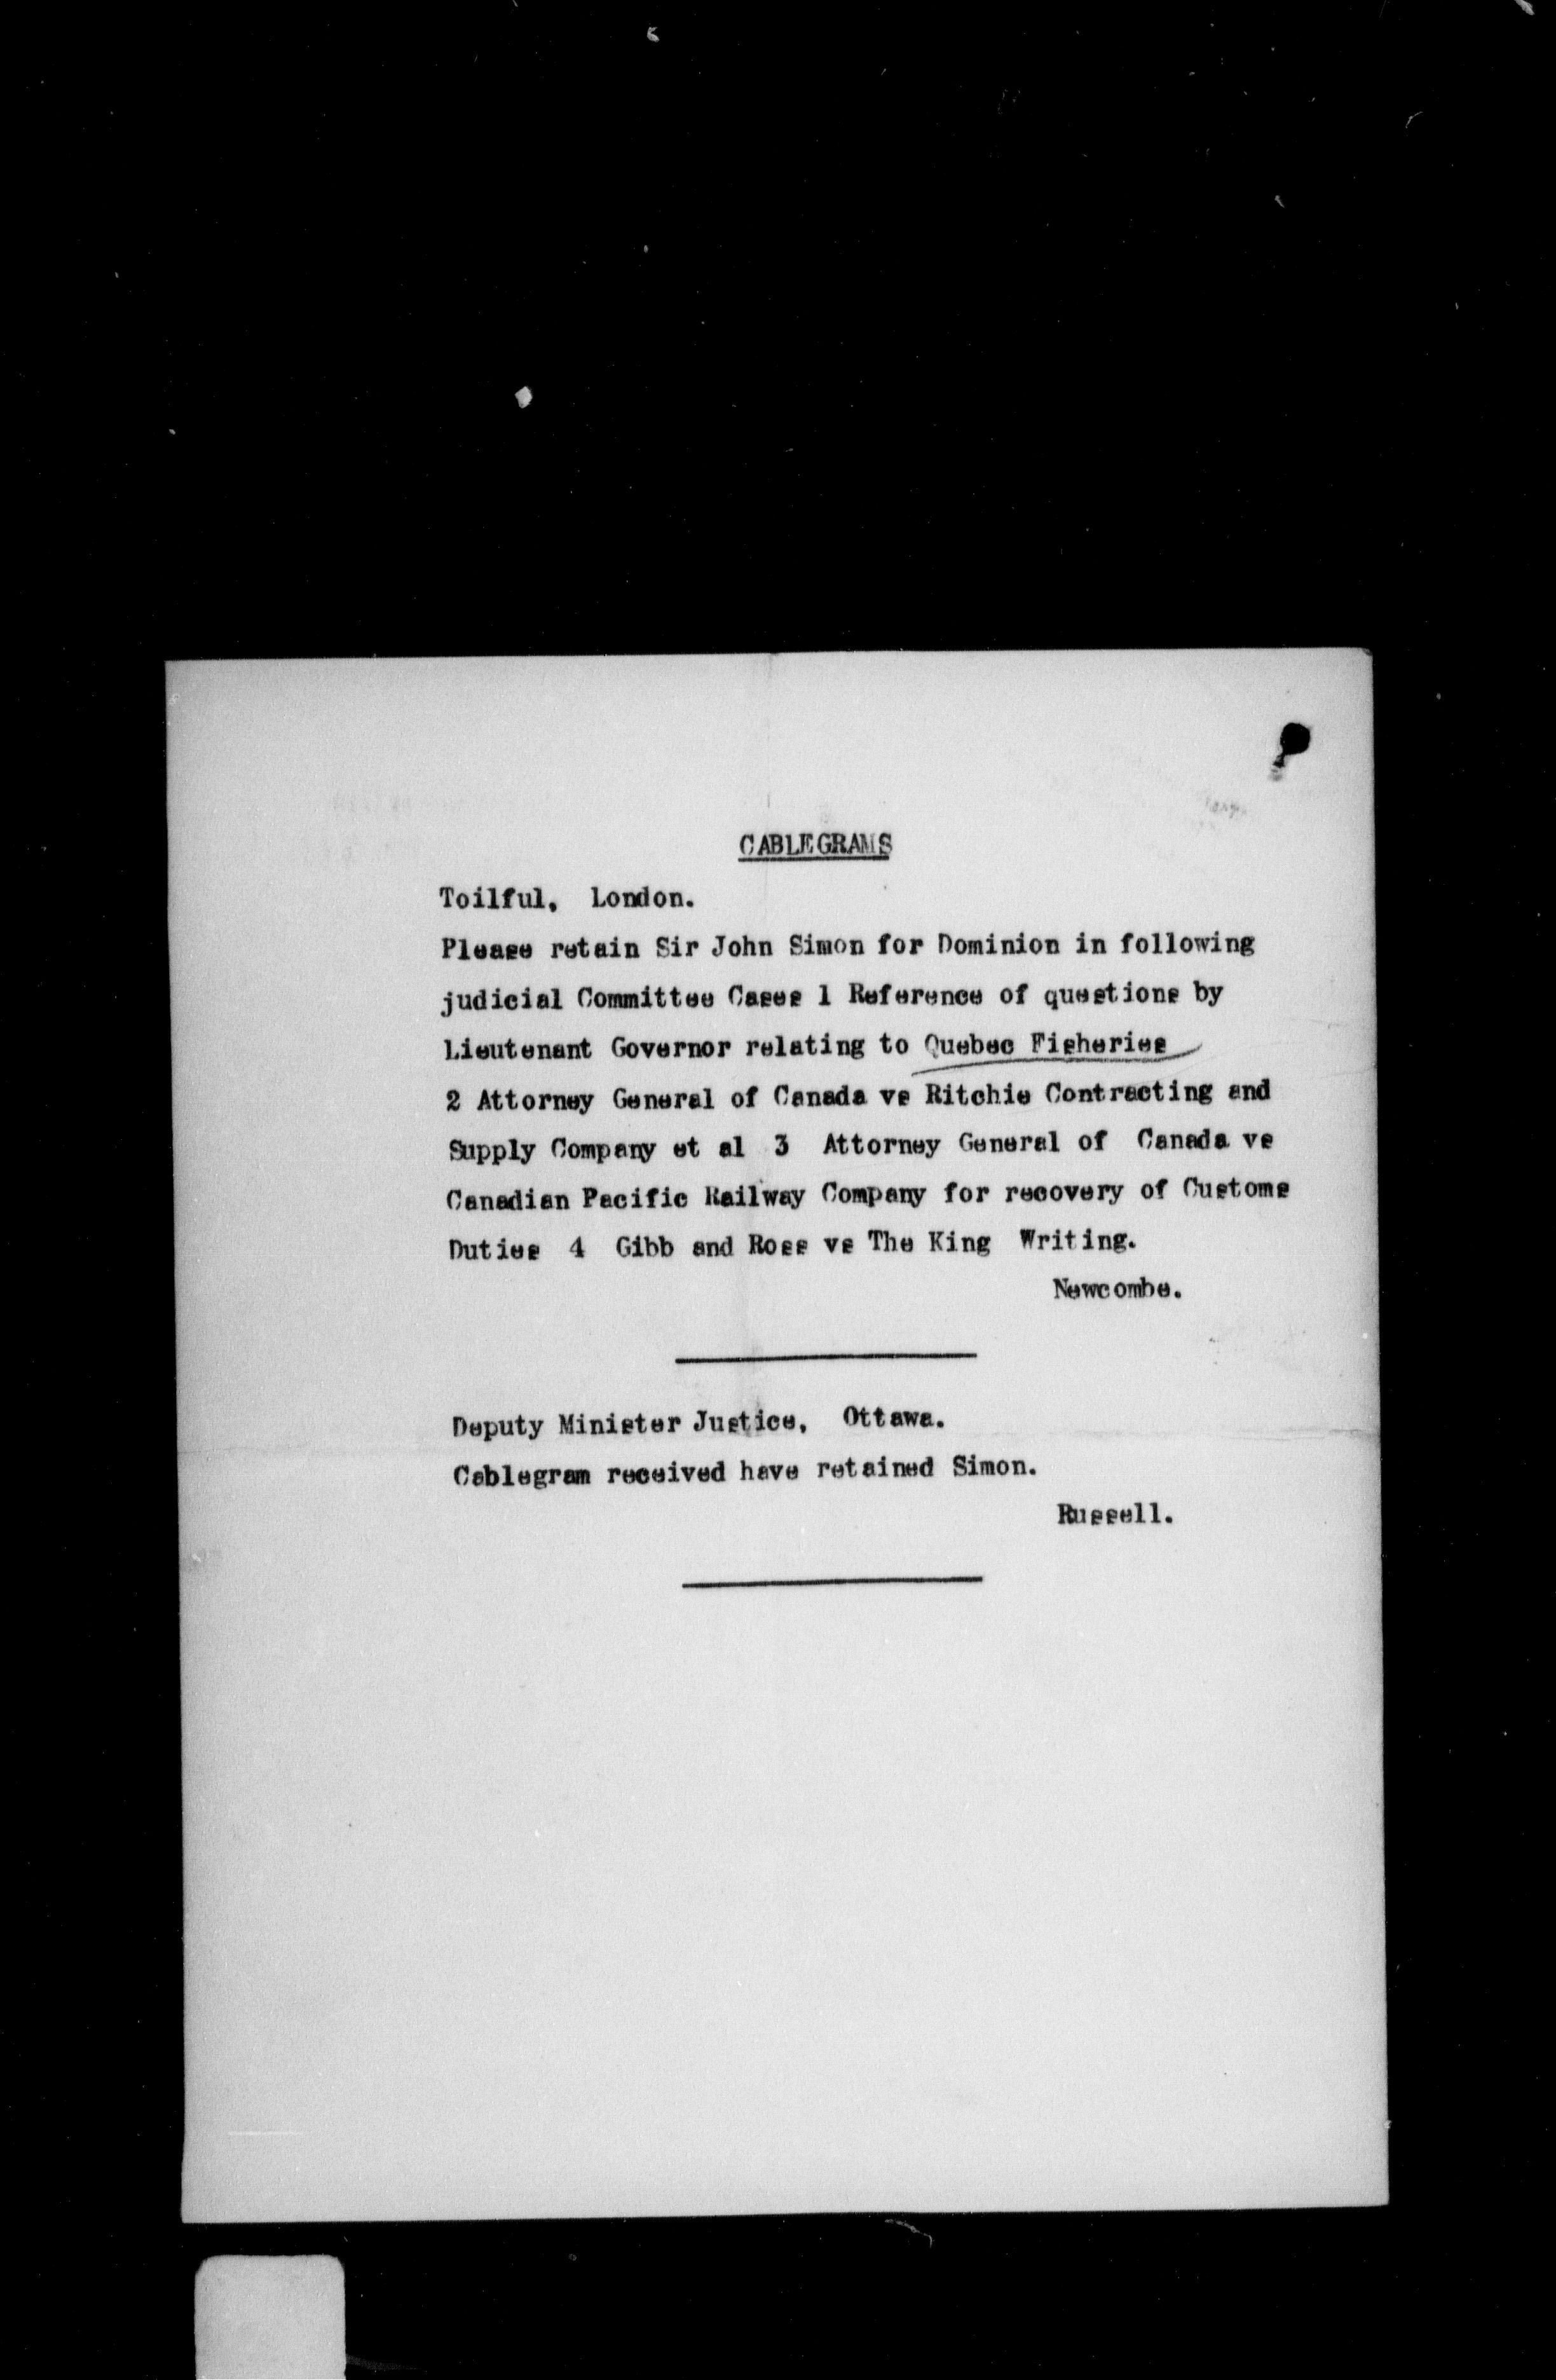 CABLEGRAMS
Toilful, London.
Please retain Sir John Simon for Dominion in following
judicial Committee Cases 1 Reference of questions by
Lieutenant Governor relating to Quebec Fisheries
2 Attorney General of Canada vs Ritchie Contracting and
Supply Company et al 3 Attorney General of Canada vs
Canadian Pacific Railway Company for recovery of Customs
Duties 4 Gibb and Ross vs The King Writing.
Newcombe.
Deputy Minister Justice, Ottawa.
Cablegram received have retained Simon.
Russell.